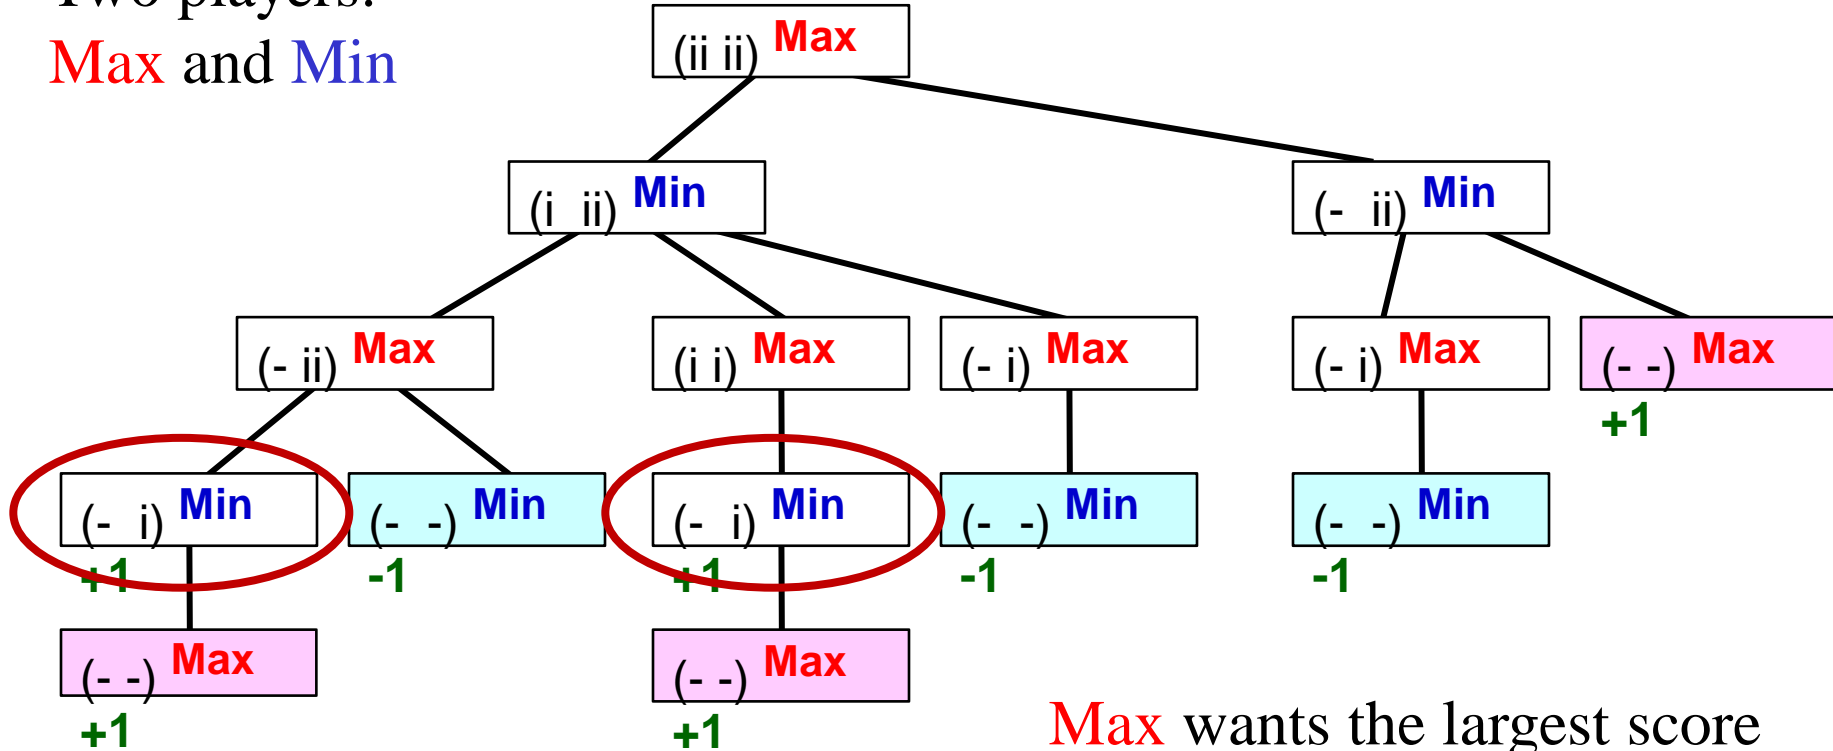 Two players:
Max and Min
(ii ii) Max
(i ii) Min
(- ii) Min
(- ii) Max
(i i) Max
(- i) Max
(- i) Max
(- -) Max
+1
(- i) Min
(- -) Min
(- i) Min
(- -) Min
(- -) Min
+1
-1
+1
-1
-1
(- -) Max
(- -) Max
+1
+1
Max wants the largest score